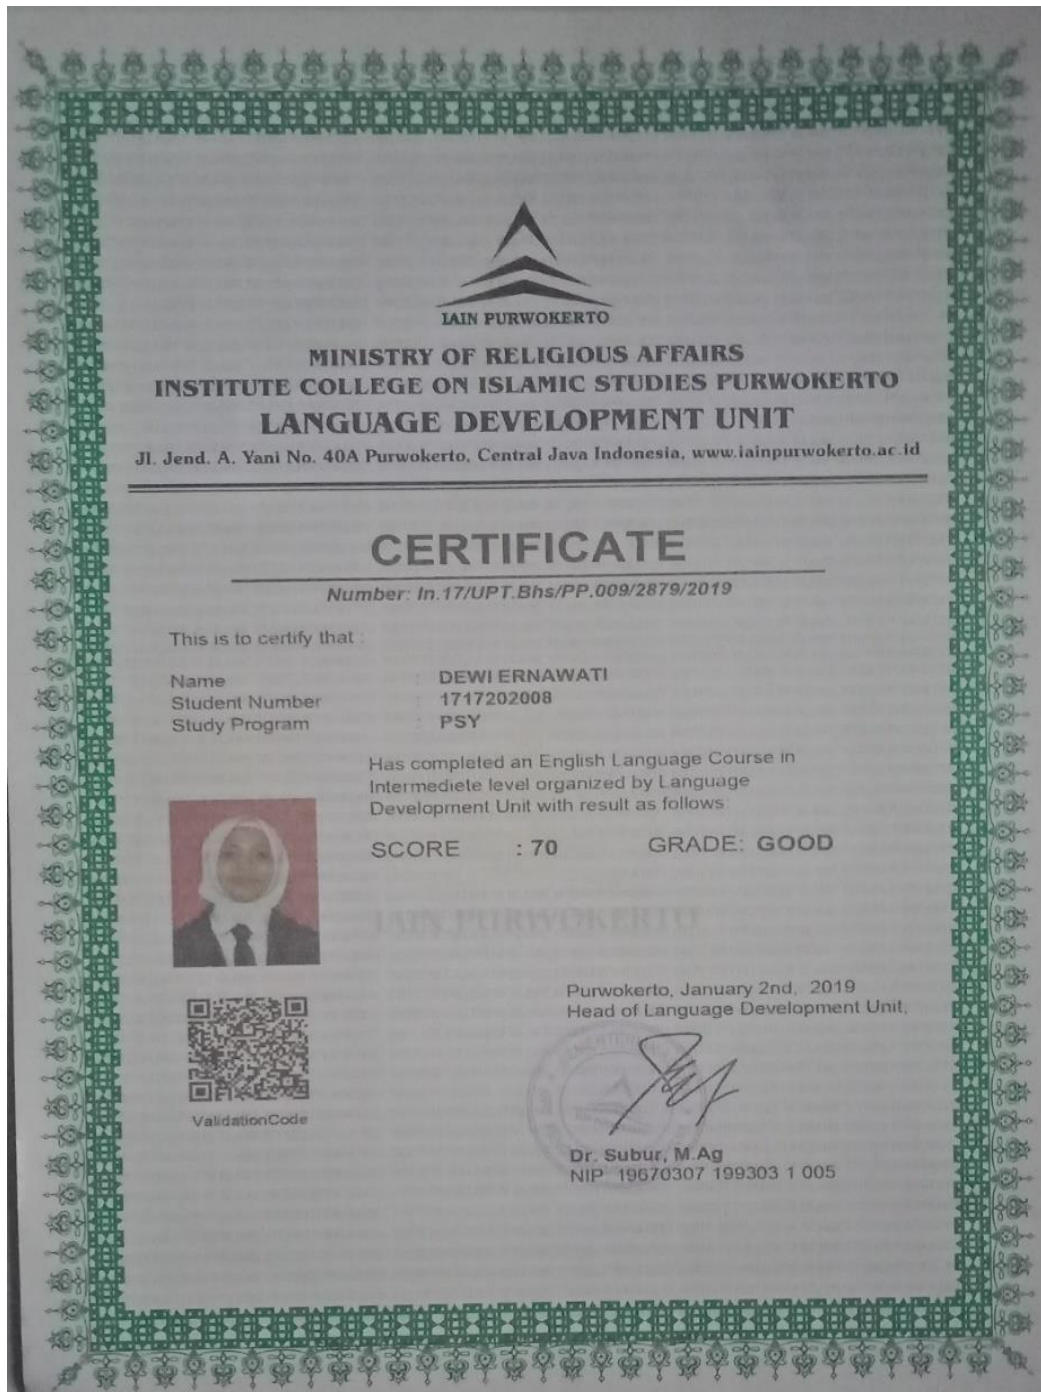 IAIN PURWOKERTO
MINISTRY OF RELIGIOUS AFFAIRS
INSTITUTE COLLEGE ON ISLAMIC STUDIES PURWOKERTO
LANGUAGE DEVELOPMENT UNIT
Jl. Jend. A. Yani No. 40A Purwokerto, Central Java Indonesia, www.iainpurwokerto.ac.id
CERTIFICATE
Number: In.17/UPT.Bhs/PP.009/2879/2019
This is to certify that :
Name : DEWI ERNAWATI
Student Number : 1717202008
Study Program : PSY
Has completed an English Language Course in
Intermediete level organized by Language
Development Unit with result as follows:
SCORE : 70 GRADE: GOOD
IAIN PURWOKERTO
Purwokerto, January 2nd, 2019
Head of Language Development Unit,
ValidationCode
Dr. Subur, M.Ag
NIP 19670307 199303 1 005